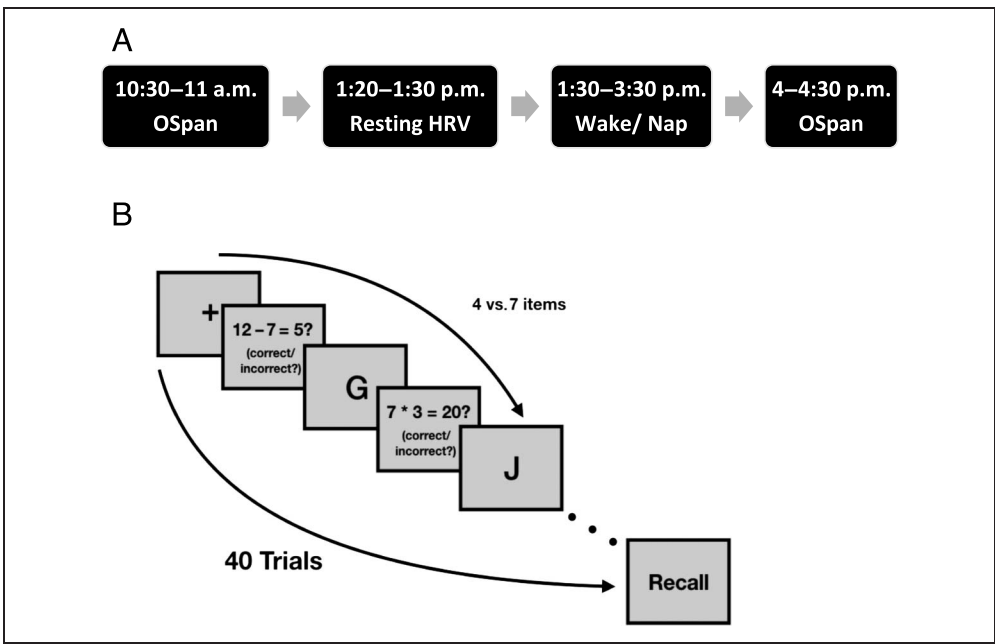 A
10:30–11 a.m.
OSpan
1:20–1:30 p.m.
Resting HRV
1:30–3:30 p.m.
Wake/ Nap
4–4:30 p.m.
OSpan
B
+
12 – 7 = 5?
(correct/
incorrect?)
G
7 * 3 = 20?
(correct/
incorrect?)
J
4 vs. 7 items
40 Trials
Recall